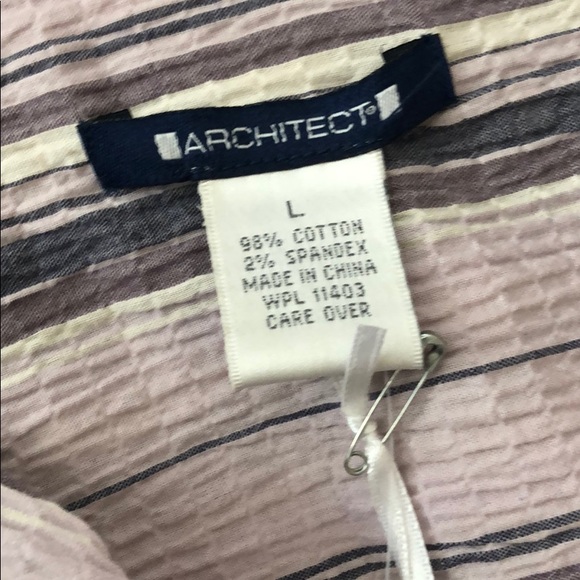 ARCHITECT®
L
98% COTTON
2% SPANDEX
MADE IN CHINA
WPL 11403
CARE OVER